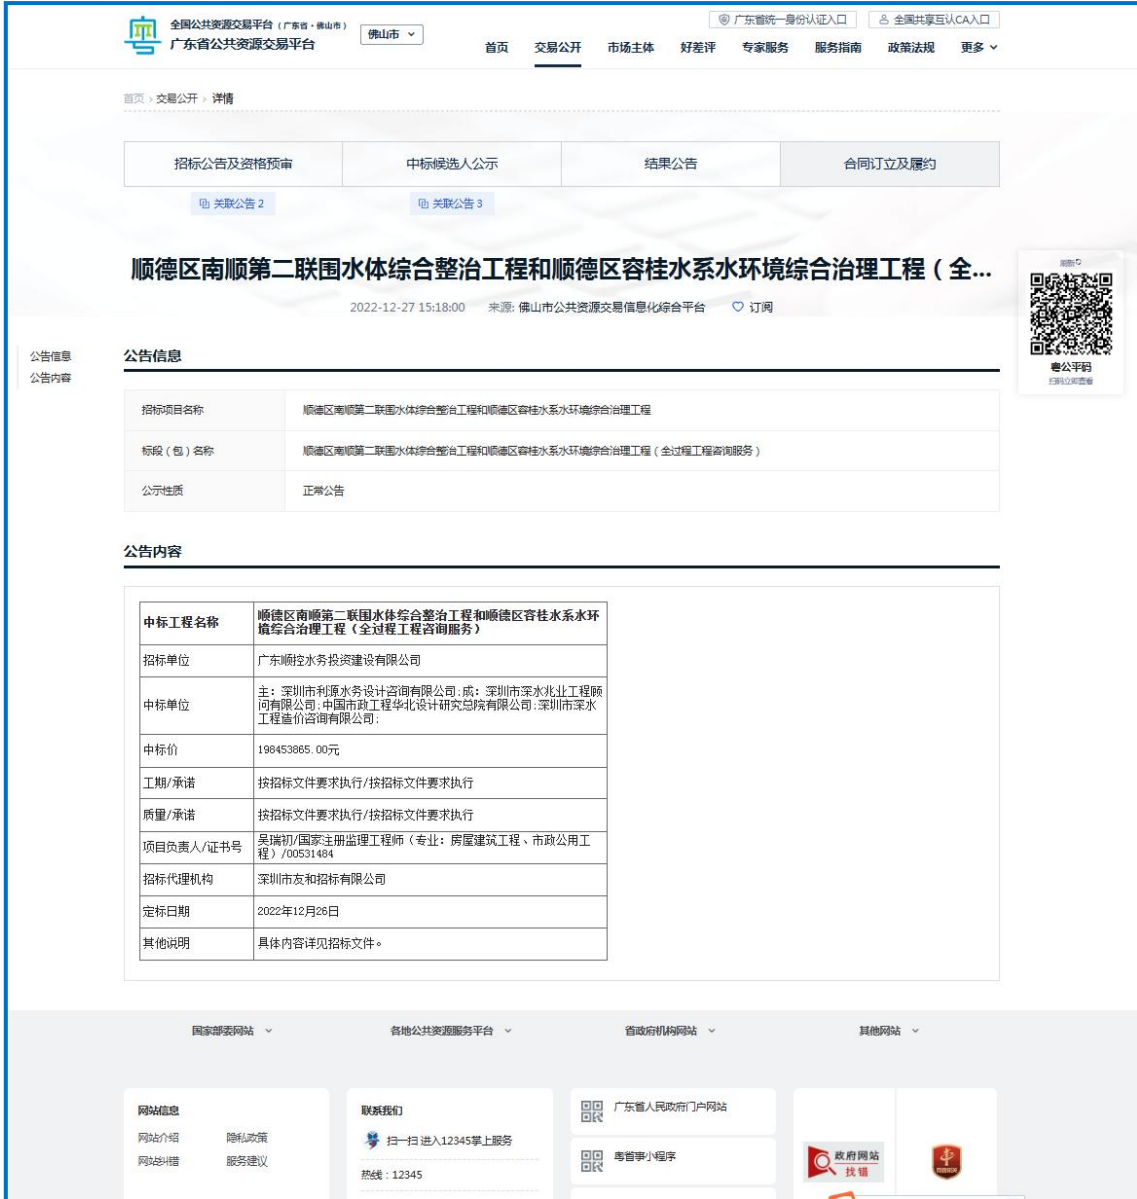 全国公共资源交易平台（广东省·佛山市）
广东省公共资源交易平台
佛山市
广东省统一身份认证入口
全国共享互认CA入口
首页 交易公开 市场主体 好差评 专家服务 服务指南 政策法规 更多
首页 > 交易公开 > 详情
招标公告及资格预审 中标候选人公示 结果公告 合同订立及履约
关联公告 2 关联公告 3
顺德区南顺第二联围水体综合整治工程和顺德区容桂水系水环境综合治理工程（全...
2022-12-27 15:18:00 来源: 佛山市公共资源交易信息化综合平台 订阅
粤公平码
扫码立即查看
公告信息
公告内容
公告信息
招标项目名称 顺德区南顺第二联围水体综合整治工程和顺德区容桂水系水环境综合治理工程
标段（包）名称 顺德区南顺第二联围水体综合整治工程和顺德区容桂水系水环境综合治理工程（全过程工程咨询服务）
公示性质 正常公告
公告内容
中标工程名称 顺德区南顺第二联围水体综合整治工程和顺德区容桂水系水环
境综合治理工程（全过程工程咨询服务）
招标单位 广东顺控水务投资建设有限公司
中标单位 主：深圳市利源水务设计咨询有限公司;成：深圳市深水兆业工程顾
问有限公司;中国市政工程华北设计研究总院有限公司;深圳市深水
工程造价咨询有限公司;
中标价 198453865.00元
工期/承诺 按招标文件要求执行/按招标文件要求执行
质量/承诺 按招标文件要求执行/按招标文件要求执行
项目负责人/证书号 吴瑞初/国家注册监理工程师（专业：房屋建筑工程、市政公用工
程）/00531484
招标代理机构 深圳市友和招标有限公司
定标日期 2022年12月26日
其他说明 具体内容详见招标文件。
国家部委网站 各地公共资源服务平台 省政府机构网站 其他网站
网站信息
网站介绍 隐私政策
网站纠错 服务建议
联系我们
扫一扫 进入12345掌上服务
热线：12345
广东省人民政府门户网站
粤省事小程序
政府网站
找错